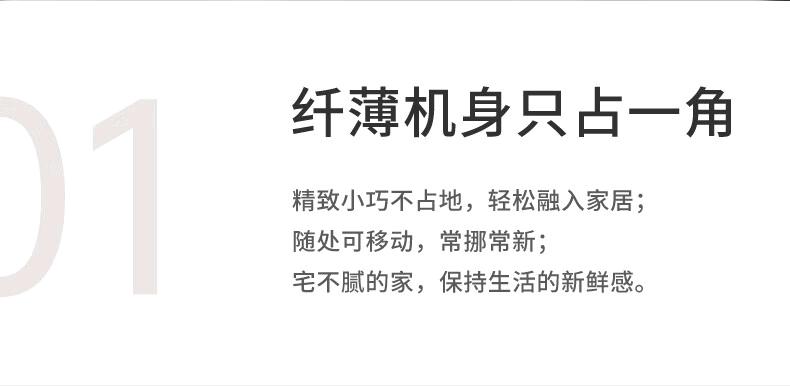 01
纤薄机身只占一角
精致小巧不占地，轻松融入家居；
随处可移动，常挪常新；
宅不腻的家，保持生活的新鲜感。